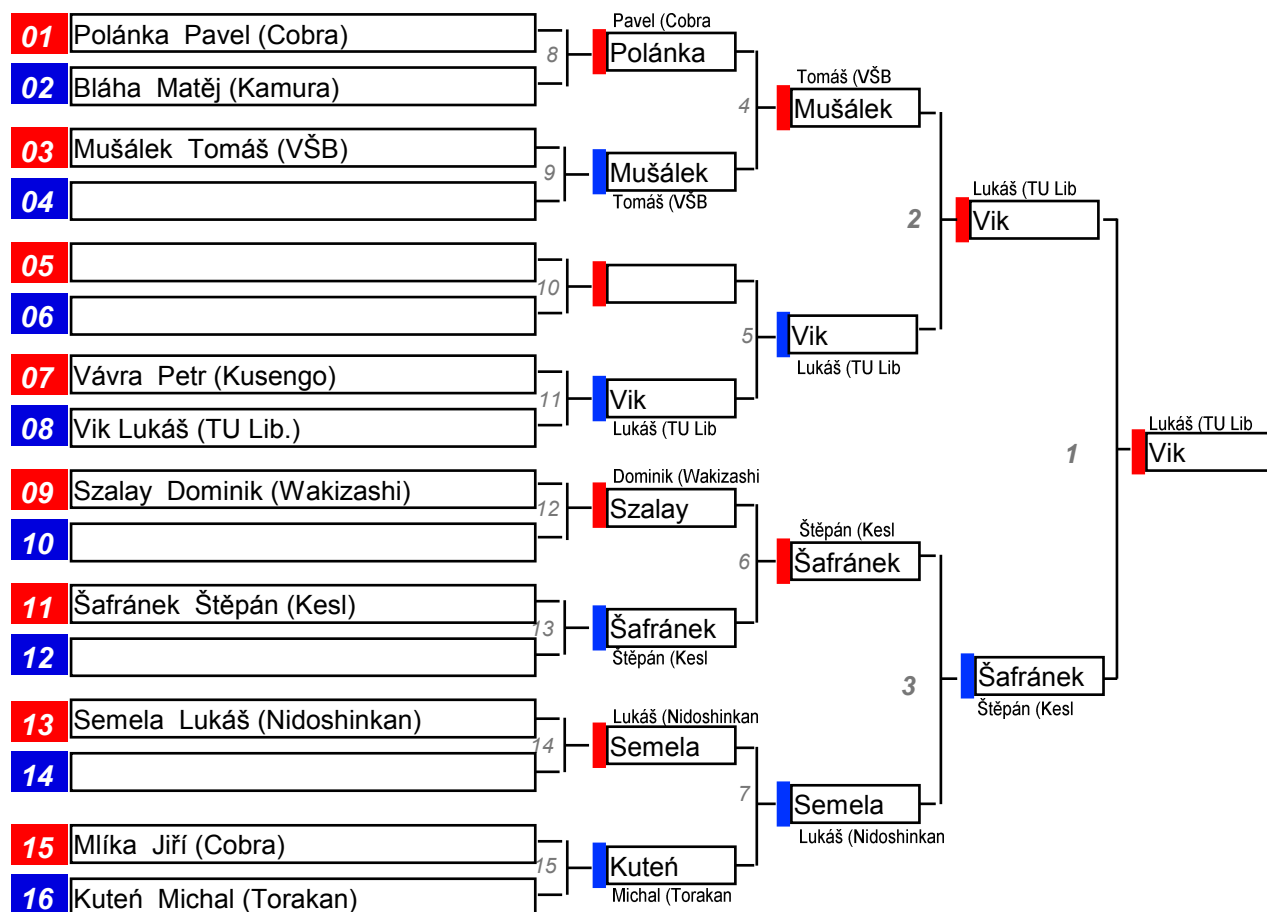 01 Polánka  Pavel (Cobra)
02 Bláha  Matěj (Kamura)
03 Mušálek  Tomáš (VŠB)
04
05
06
07 Vávra  Petr (Kusengo)
08 Vik Lukáš (TU Lib.)
09 Szalay  Dominik (Wakizashi)
10
11 Šafránek  Štěpán (Kesl)
12
13 Semela  Lukáš (Nidoshinkan)
14
15 Mlíka  Jiří (Cobra)
16 Kuteń  Michal (Torakan)
8
9
10
11
12
13
14
15
Pavel (Cobra
Polánka
Mušálek
Tomáš (VŠB
Vik
Lukáš (TU Lib
Dominik (Wakizashi
Szalay
Šafránek
Štěpán (Kesl
Lukáš (Nidoshinkan
Semela
Kuteń
Michal (Torakan
4
5
6
7
Tomáš (VŠB
Mušálek
Vik
Lukáš (TU Lib
Štěpán (Kesl
Šafránek
Semela
Lukáš (Nidoshinkan
2
3
Lukáš (TU Lib
Vik
Šafránek
Štěpán (Kesl
1
Lukáš (TU Lib
Vik